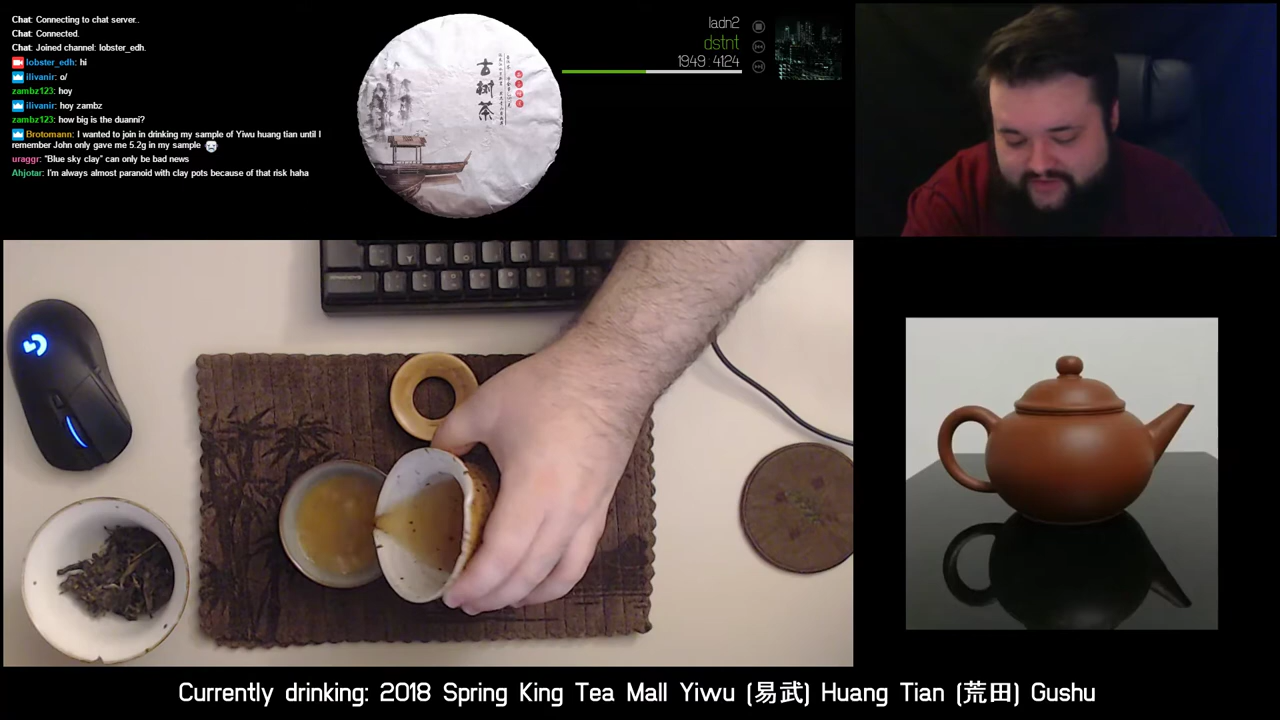 Chat: Connecting to chat server..
Chat: Connected.
Chat: Joined channel: lobster_edh.
lobster_edh: hi
ilivanir: o/
zambz123: hoy
ilivanir: hoy zambz
zambz123: how big is the duanni?
Brotomann: I wanted to join in drinking my sample of Yiwu huang tian until I
remember John only gave me 5.2g in my sample
uraggr: "Blue sky clay" can only be bad news
Ahjotar: I'm always almost paranoid with clay pots because of that risk haha
古树茶
la.dn2
dstnt
1949 4124
Currently drinking: 2018 Spring King Tea Mall Yiwu (易武) Huang Tian (荒田) Gushu